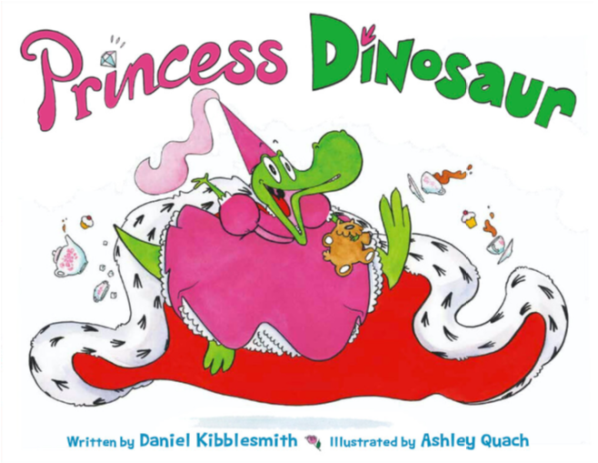 Princess Dinosaur
Written by Daniel Kibblesmith Illustrated by Ashley Quach